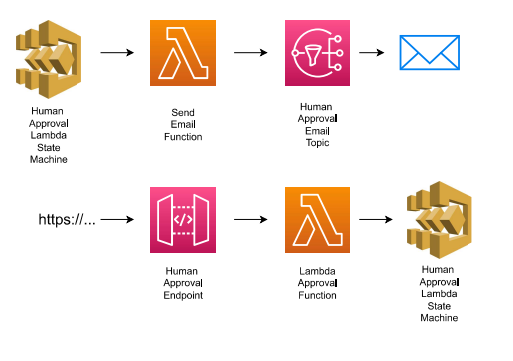 Human
Approval
Lambda
State
Machine
Send
Email
Function
Human
Approval
Email
Topic
https://...
</>
Human
Approval
Endpoint
Lambda
Approval
Function
Human
Approval
Lambda
State
Machine